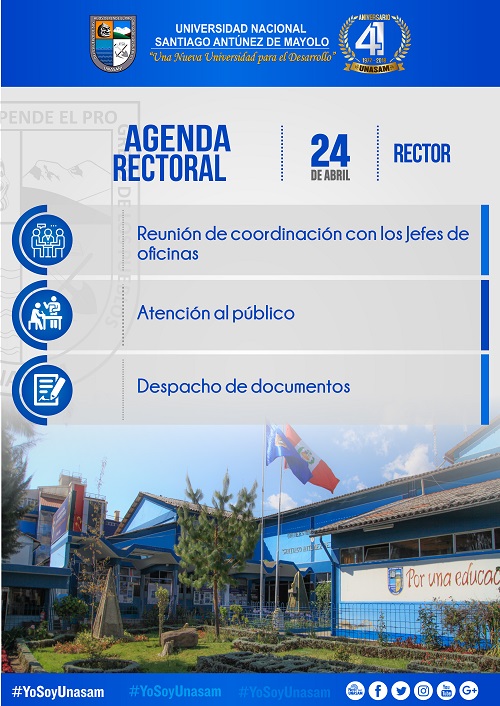 UNIVERSIDAD NACIONAL
SANTIAGO ANTÚNEZ DE MAYOLO
"Una Nueva Universidad para el Desarrollo"
ANIVERSARIO
41
1977 - 2018
UNASAM
PENDE EL PRO
AGENDA
RECTORAL
24
DE ABRIL
RECTOR
Reunión de coordinación con los Jefes de
oficinas
Atención al público
Despacho de documentos
Por una educac
#YoSoyUnasam
#YoSoyUnasam
#YoSoyUnasam